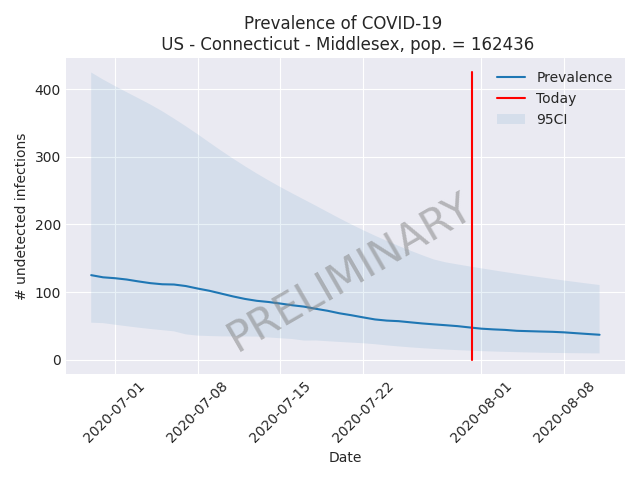 Prevalence of COVID-19
US - Connecticut - Middlesex, pop. = 162436
Prevalence
Today
95CI
400
300
200
100
0
# undetected infections
PRELIMINARY
2020-07-01
2020-07-08
2020-07-15
2020-07-22
2020-08-01
2020-08-08
Date